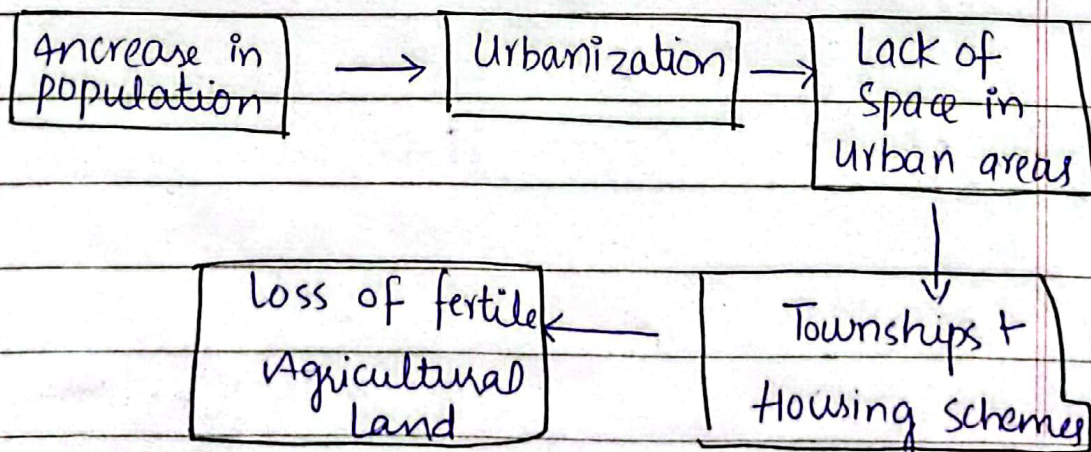 Increase in
population
Urbanization
Lack of
Space in
urban areas
Townships +
Housing schemes
Loss of fertile
Agricultural
Land